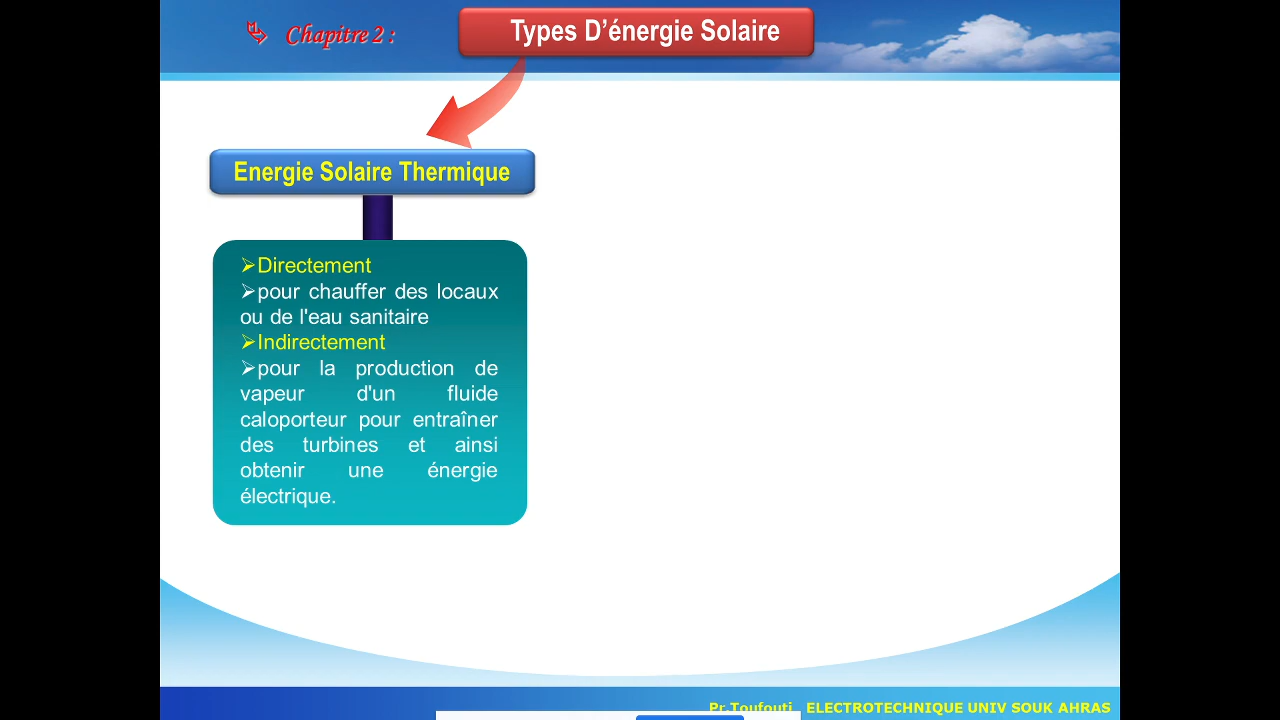 Chapitre 2 :
Types D’énergie Solaire
Energie Solaire Thermique
➢Directement
➢pour chauffer des locaux
ou de l'eau sanitaire
➢Indirectement
➢pour la production de
vapeur d'un fluide
caloporteur pour entraîner
des turbines et ainsi
obtenir une énergie
électrique.
Pr.Toufouti ELECTROTECHNIQUE UNIV SOUK AHRAS